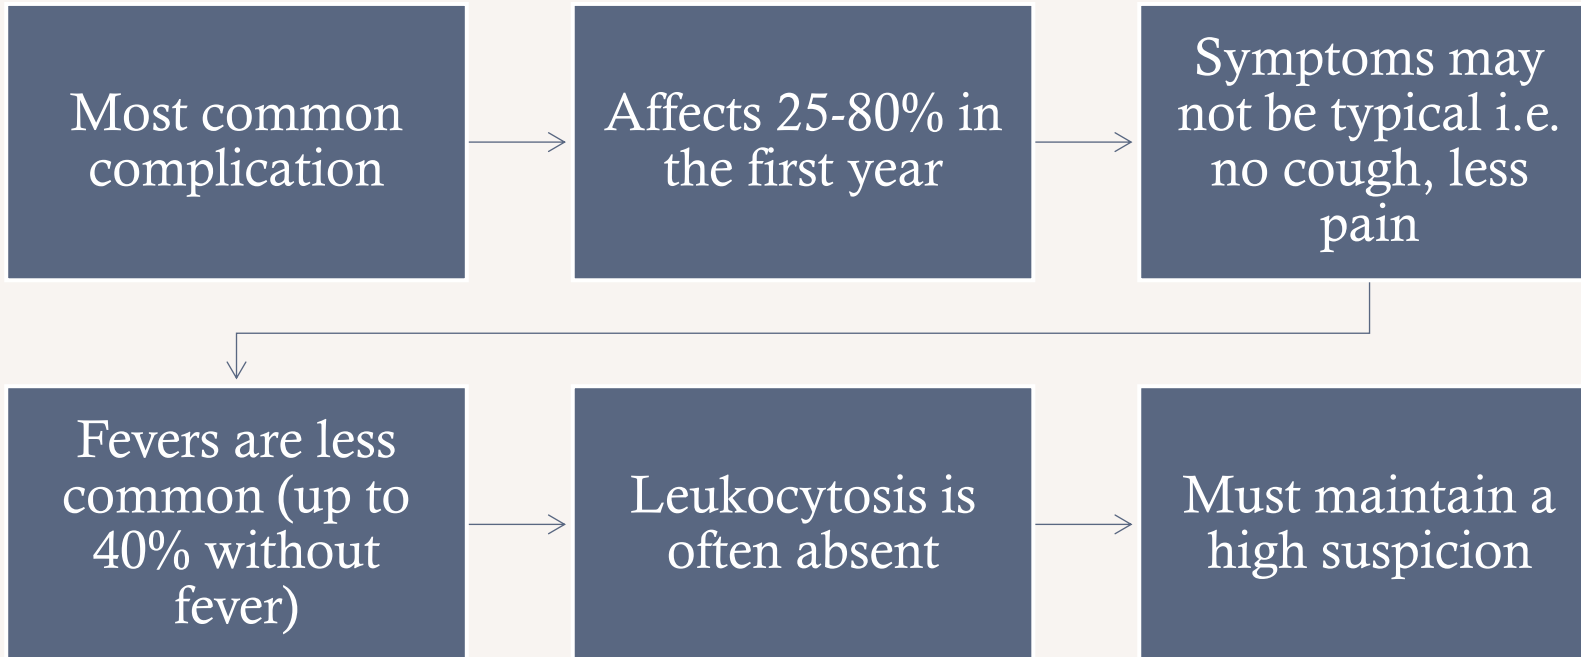 Most common
complication
Affects 25-80% in
the first year
Symptoms may
not be typical i.e.
no cough, less
pain
Fevers are less
common (up to
40% without
fever)
Leukocytosis is
often absent
Must maintain a
high suspicion